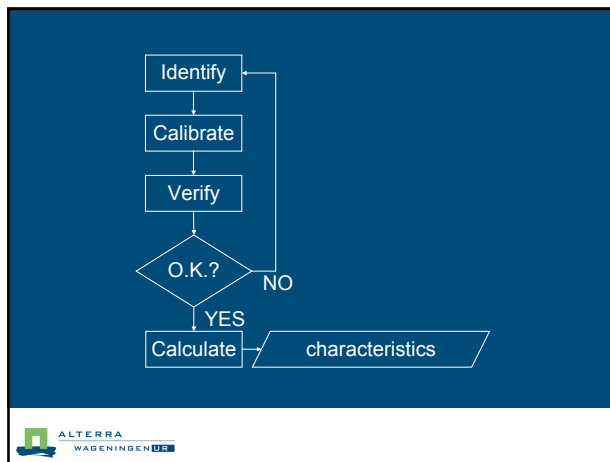 Identify
Calibrate
Verify
O.K.?
NO
YES
Calculate
characteristics
ALTERRA
WAGENINGEN UR